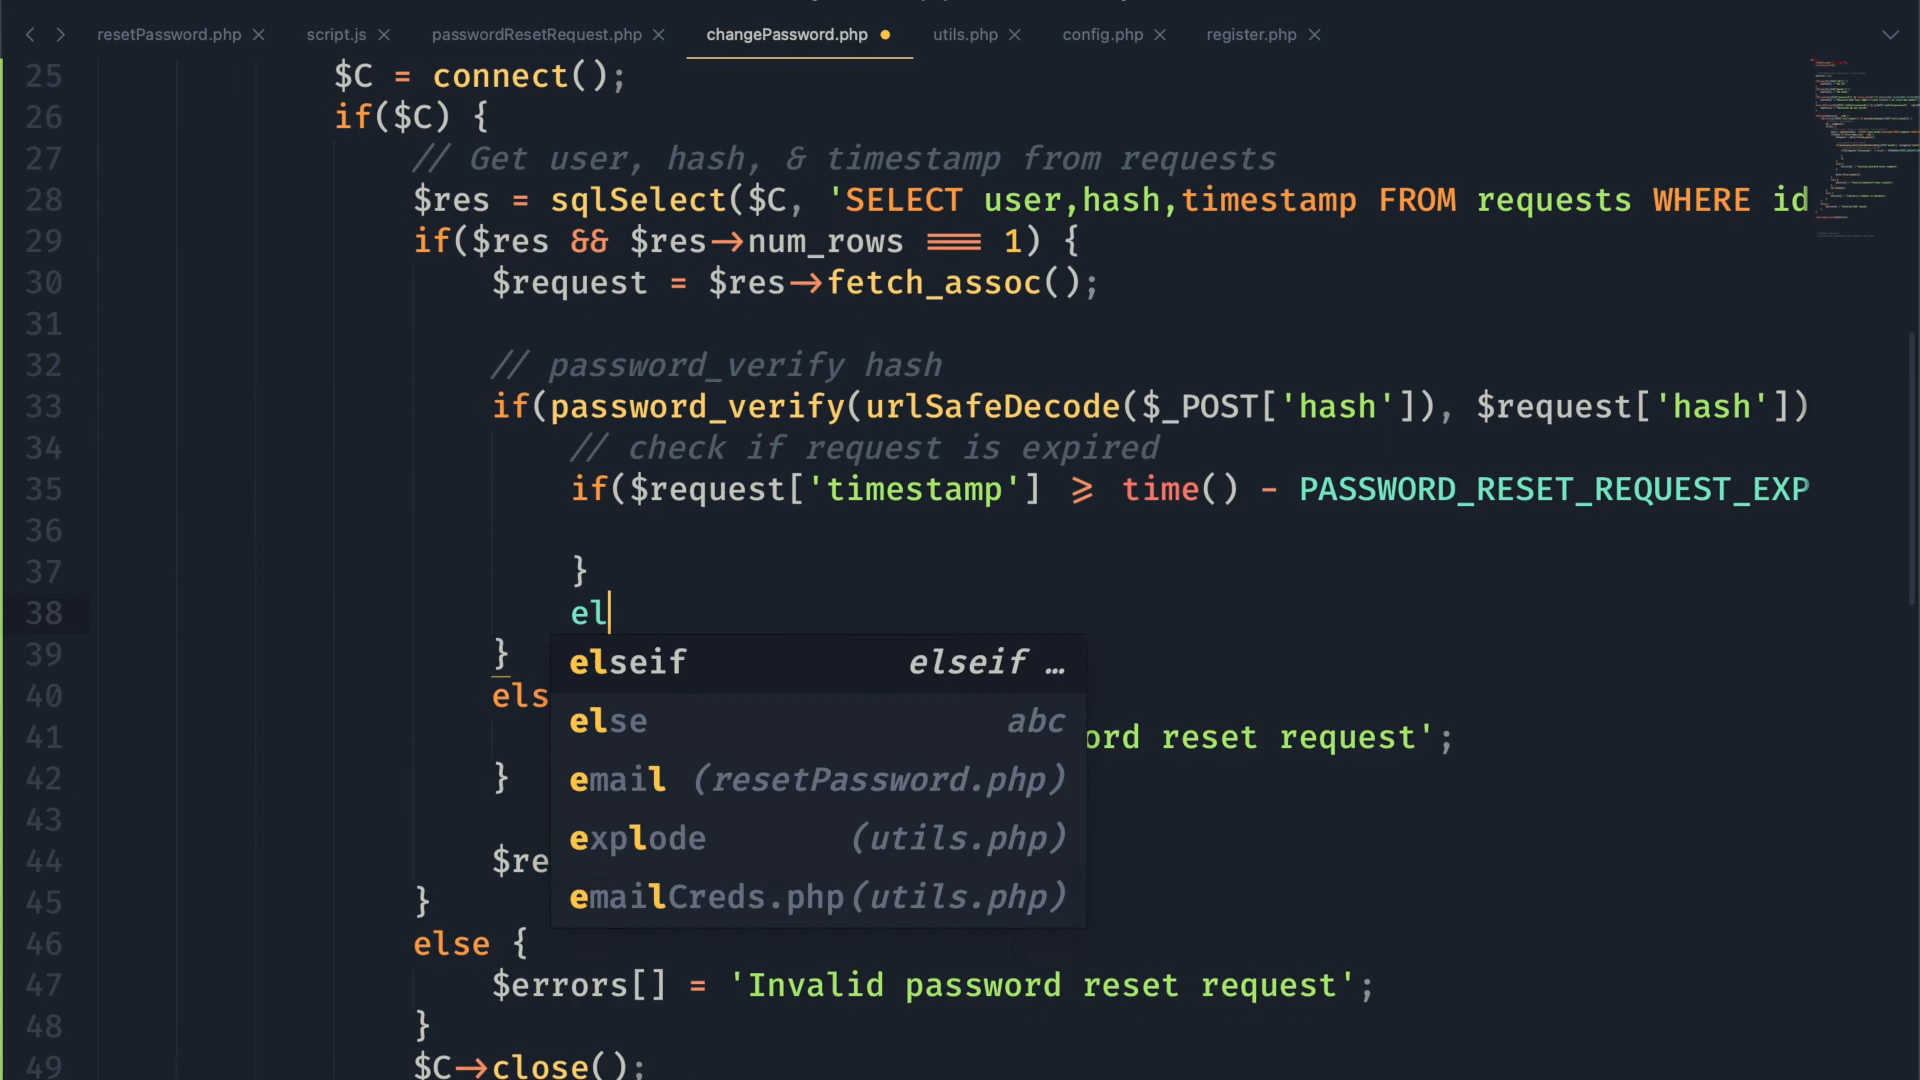 resetPassword.php × script.js × passwordResetRequest.php × changePassword.php utils.php × config.php × register.php ×
25 $C = connect();
26 if($C) {
27 // Get user, hash, & timestamp from requests
28 $res = sqlSelect($C, 'SELECT user,hash,timestamp FROM requests WHERE id
29 if($res && $res->num_rows === 1) {
30 $request = $res->fetch_assoc();
31
32 // password_verify hash
33 if(password_verify(urlSafeDecode($_POST['hash']), $request['hash'])
34 // check if request is expired
35 if($request['timestamp'] >= time() - PASSWORD_RESET_REQUEST_EXP
36
37 }
38 el
39 }
elseif elseif …
40 els
else abc
41 ord reset request';
email (resetPassword.php)
42 }
43
explode (utils.php)
44 $re
emailCreds.php (utils.php)
45 }
46 else {
47 $errors[] = 'Invalid password reset request';
48 }
49 $C->close();